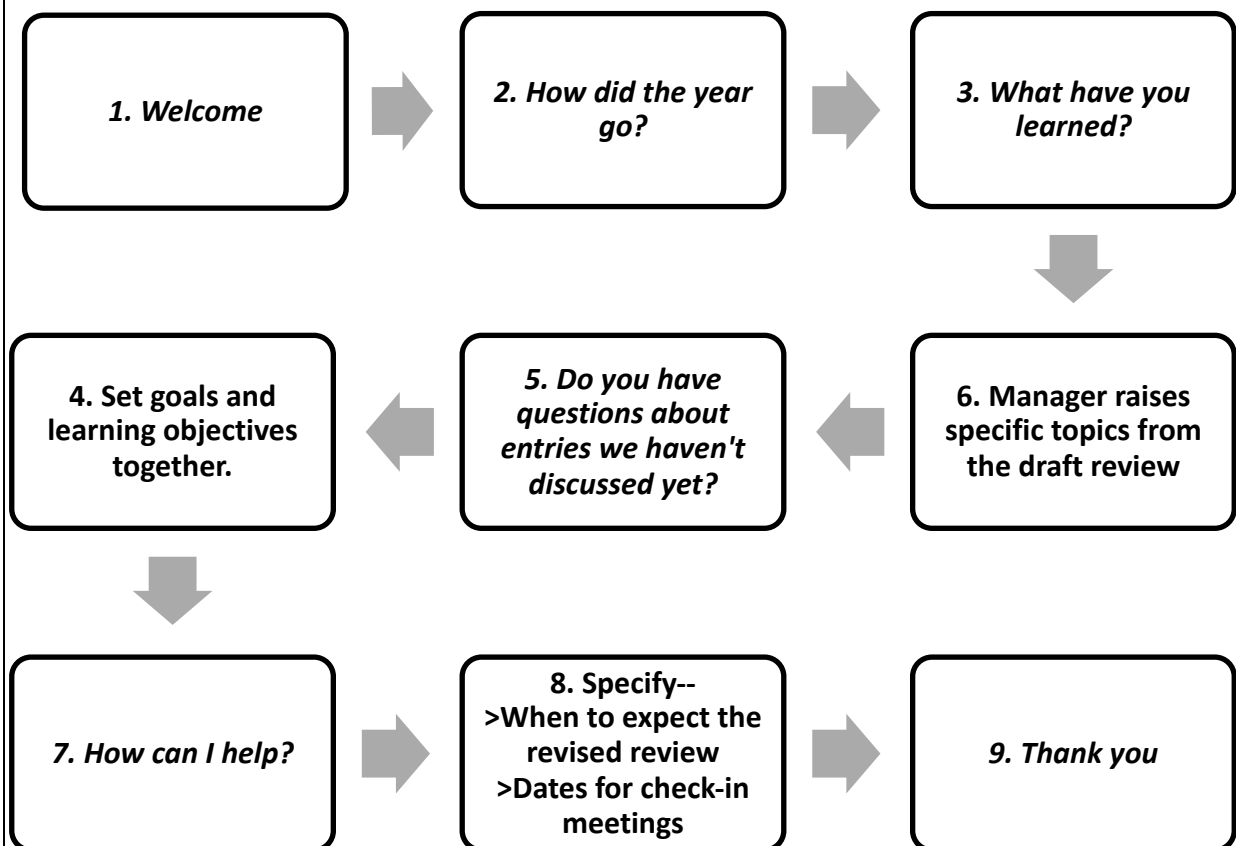 1. Welcome
2. How did the year
go?
3. What have you
learned?
4. Set goals and
learning objectives
together.
5. Do you have
questions about
entries we haven't
discussed yet?
6. Manager raises
specific topics from
the draft review
7. How can I help?
8. Specify--
>When to expect the
revised review
>Dates for check-in
meetings
9. Thank you